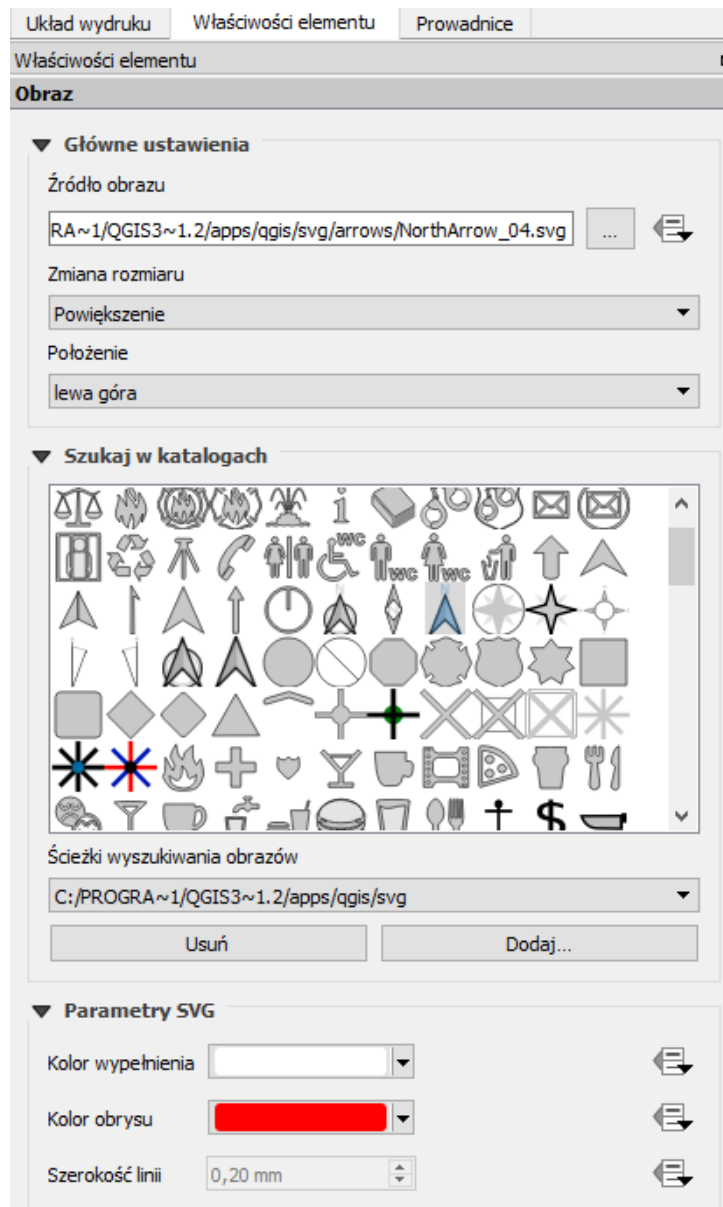 Układ wydruku Właściwości elementu Prowadnice
Właściwości elementu
Obraz
Główne ustawienia
Źródło obrazu
RA~1/QGIS3~1.2/apps/qgis/svg/arrows/NorthArrow_04.svg ...
Zmiana rozmiaru
Powiększenie
Położenie
lewa góra
Szukaj w katalogach
WC
WC WC
Ścieżki wyszukiwania obrazów
C:/PROGRA~1/QGIS3~1.2/apps/qgis/svg
Usuń Dodaj...
Parametry SVG
Kolor wypełnienia
Kolor obrysu
Szerokość linii 0,20 mm